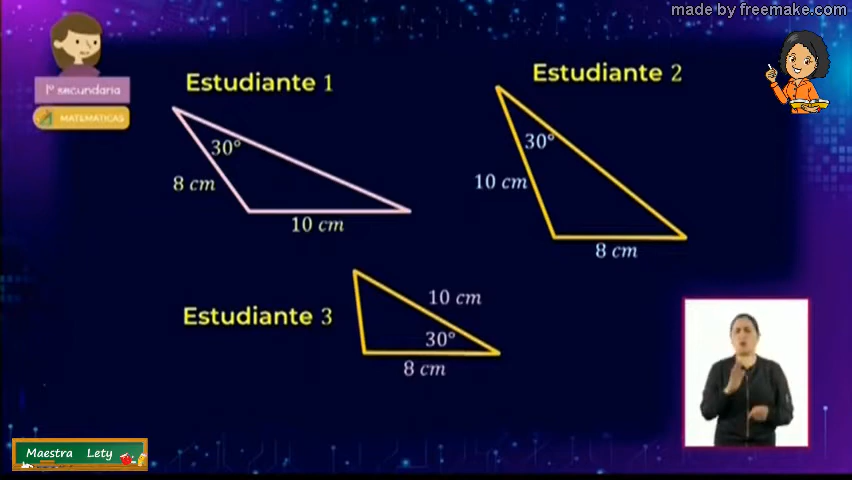 made by freemake.com
1° secundaria
MATEMÁTICAS
Estudiante 1
30°
8 cm
10 cm
Estudiante 2
30°
10 cm
8 cm
Estudiante 3
10 cm
30°
8 cm
Maestra Lety